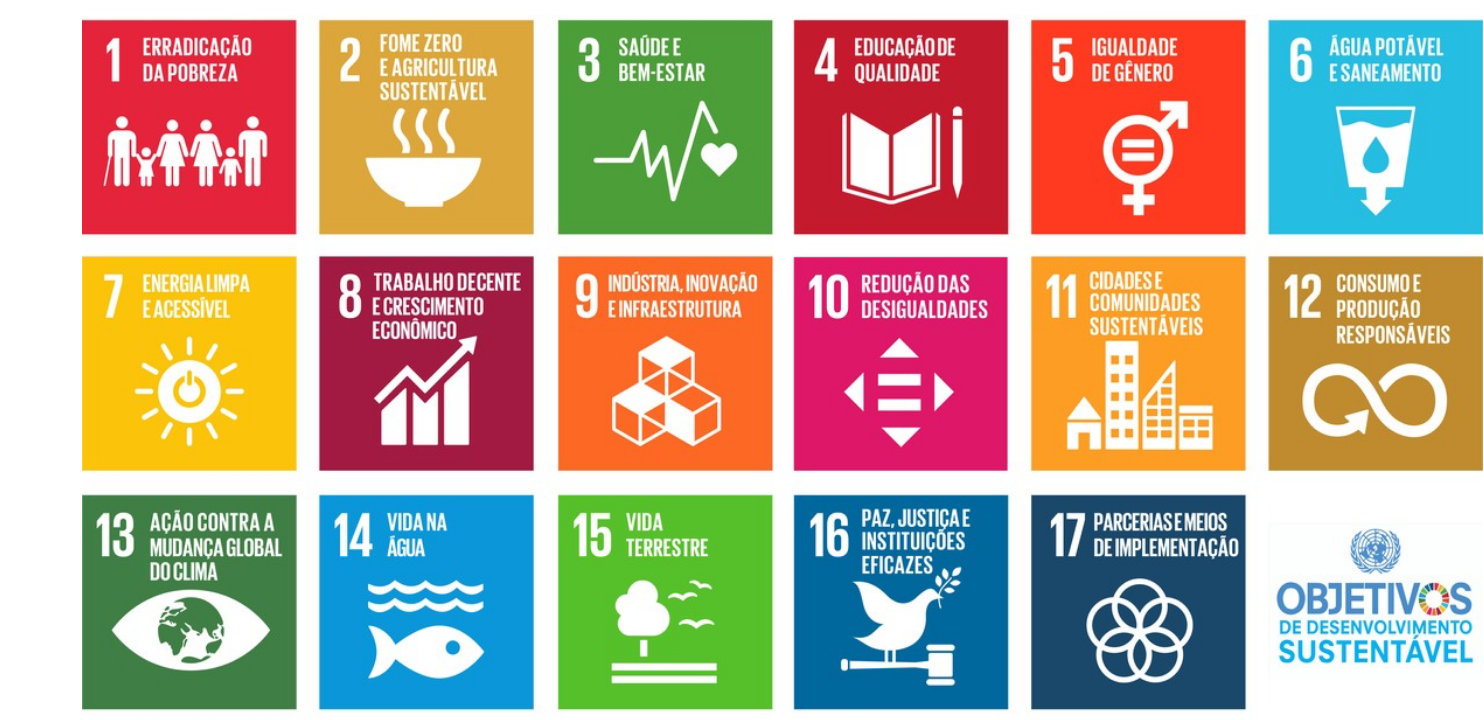 1 ERRADICAÇÃO
DA POBREZA
2 FOME ZERO
E AGRICULTURA
SUSTENTÁVEL
3 SAÚDE E
BEM-ESTAR
4 EDUCAÇÃO DE
QUALIDADE
5 IGUALDADE
DE GÊNERO
6 ÁGUA POTÁVEL
E SANEAMENTO
7 ENERGIA LIMPA
E ACESSÍVEL
8 TRABALHO DECENTE
E CRESCIMENTO
ECONÔMICO
9 INDÚSTRIA, INOVAÇÃO
E INFRAESTRUTURA
10 REDUÇÃO DAS
DESIGUALDADES
11 CIDADES E
COMUNIDADES
SUSTENTÁVEIS
12 CONSUMO E
PRODUÇÃO
RESPONSÁVEIS
13 AÇÃO CONTRA A
MUDANÇA GLOBAL
DO CLIMA
14 VIDA NA
ÁGUA
15 VIDA
TERRESTRE
16 PAZ, JUSTIÇA E
INSTITUIÇÕES
EFICAZES
17 PARCERIAS E MEIOS
DE IMPLEMENTAÇÃO
OBJETIVOS
DE DESENVOLVIMENTO
SUSTENTÁVEL